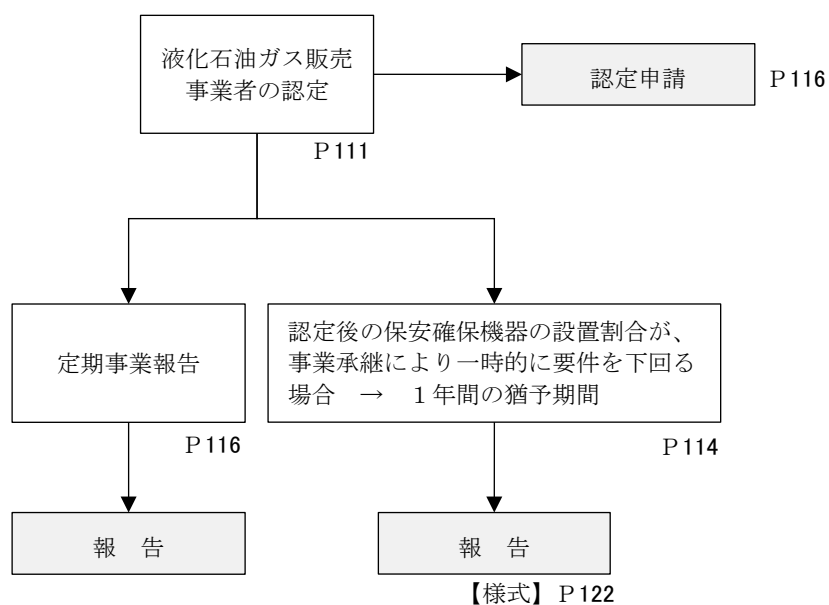 液化石油ガス販売
事業者の認定
Ｐ111
認定申請
Ｐ116
定期事業報告
Ｐ116
認定後の保安確保機器の設置割合が、
事業承継により一時的に要件を下回る
場合　→　１年間の猶予期間
Ｐ114
報　告
報　告
【様式】Ｐ122